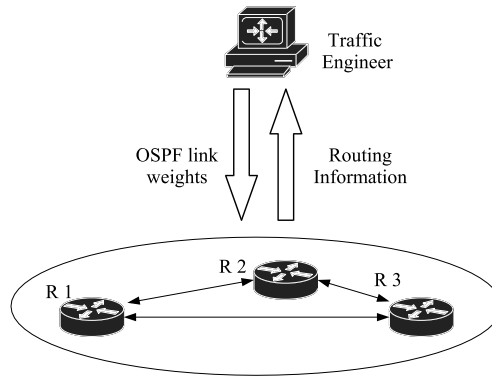 Traffic
Engineer
OSPF link
weights
Routing
Information
R 1
R 2
R 3